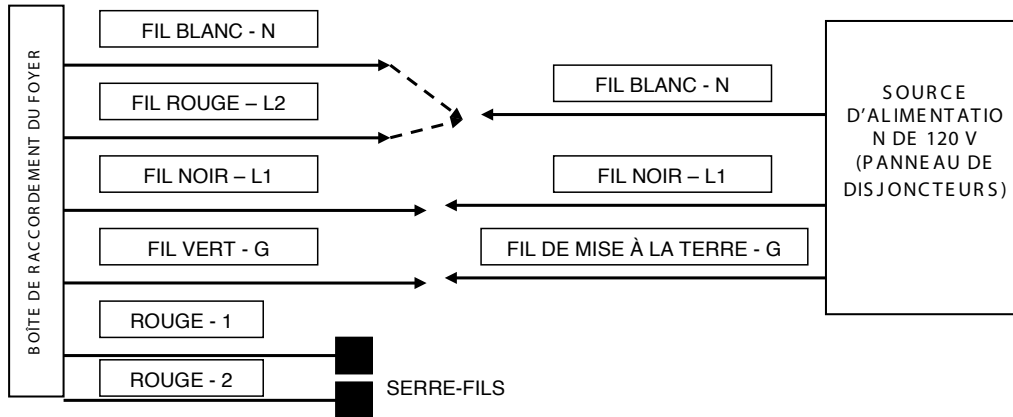 BOÎTE DE RACCORDEMENT DU FOYER
FIL BLANC - N
FIL ROUGE – L2
FIL NOIR – L1
FIL VERT - G
ROUGE - 1
ROUGE - 2
SERRE-FILS
FIL BLANC - N
FIL NOIR – L1
FIL DE MISE À LA TERRE - G
SOURCE
D’ALIMENTATIO
N DE 120 V
(PANNEAU DE
DISJONCTEURS)